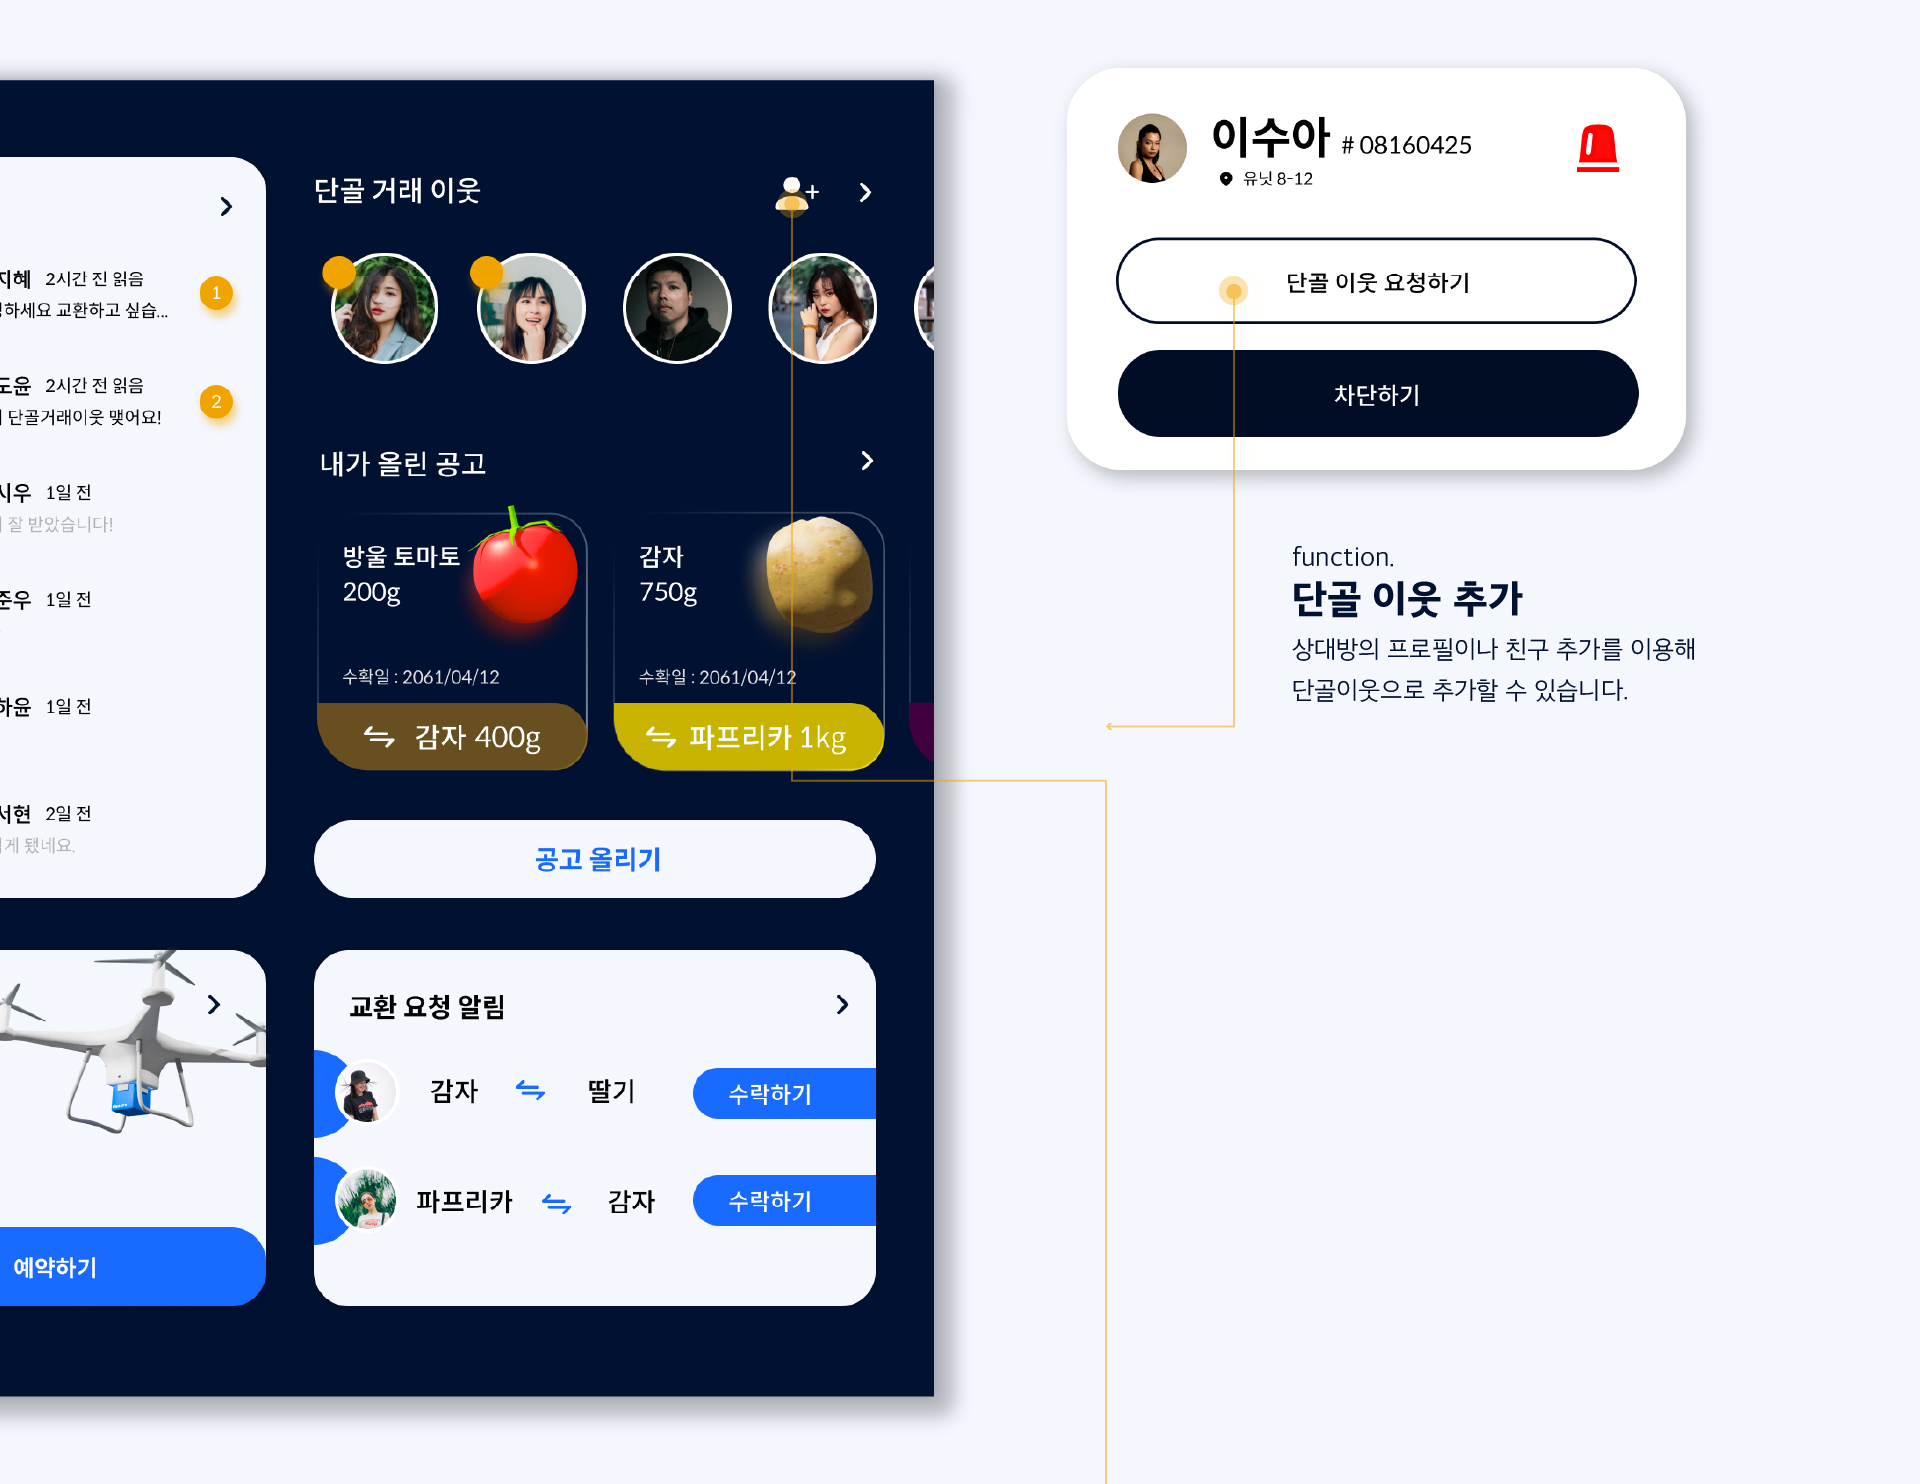 지혜 2시간 진 읽음
하세요 교환하고 싶습...
1
도윤 2시간 전 읽음
단골거래이웃 맺어요!
2
시우 1일 전
잘 받았습니다!
준우 1일 전
하윤 1일 전
서현 2일 전
게 됐네요.
예약하기
단골 거래 이웃
내가 올린 공고
방울 토마토
200g
수확일 : 2061/04/12
감자 400g
감자
750g
수확일 : 2061/04/12
파프리카 1kg
공고 올리기
교환 요청 알림
감자 딸기 수락하기
파프리카 감자 수락하기
이수아 # 08160425
유닛 8-12
단골 이웃 요청하기
차단하기
function.
단골 이웃 추가
상대방의 프로필이나 친구 추가를 이용해
단골이웃으로 추가할 수 있습니다.